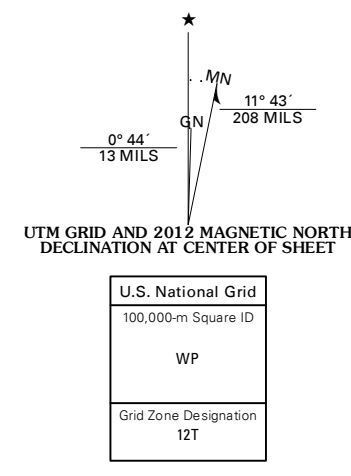 MN
GN
11° 43´
208 MILS
0° 44´
13 MILS
UTM GRID AND 2012 MAGNETIC NORTH
DECLINATION AT CENTER OF SHEET
U.S. National Grid
100,000-m Square ID
WP
Grid Zone Designation
12T